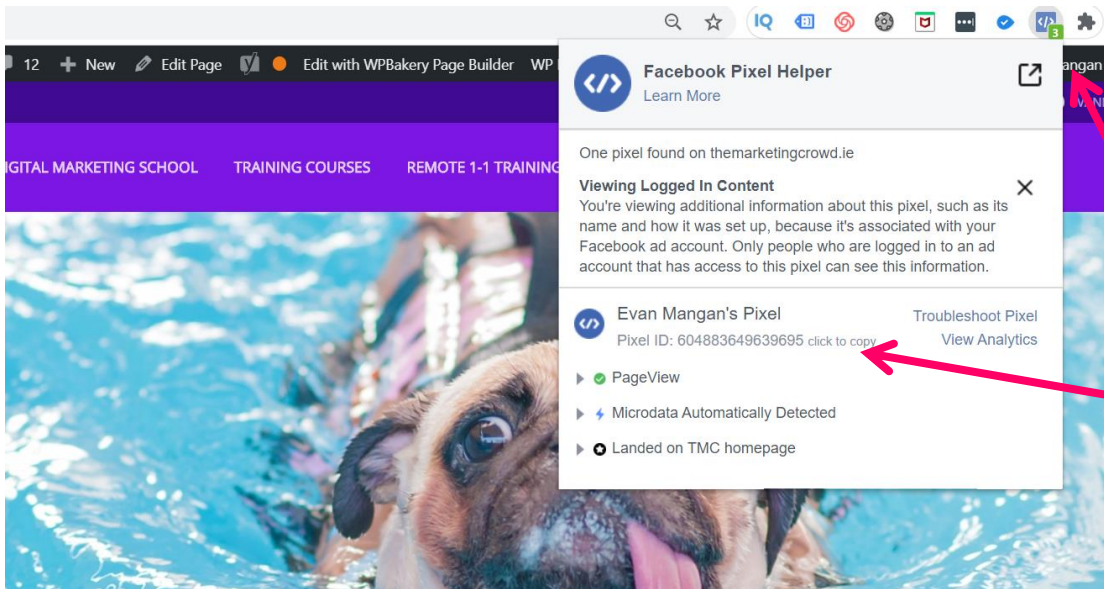 IQ
3
12 New Edit Page Edit with WPBakery Page Builder WP
angan
IGITAL MARKETING SCHOOL TRAINING COURSES REMOTE 1-1 TRAINING
Facebook Pixel Helper
Learn More
One pixel found on themarketingcrowd.ie
Viewing Logged In Content
You're viewing additional information about this pixel, such as its
name and how it was set up, because it's associated with your
Facebook ad account. Only people who are logged in to an ad
account that has access to this pixel can see this information.
Evan Mangan's Pixel Troubleshoot Pixel
Pixel ID: 604883649639695 click to copy View Analytics
PageView
Microdata Automatically Detected
Landed on TMC homepage